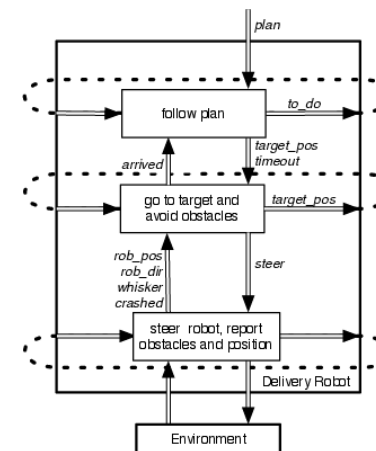 plan
follow plan
to_do
arrived
target_pos
timeout
go to target and
avoid obstacles
target_pos
rob_pos
rob_dir
whisker
crashed
steer
steer robot, report
obstacles and position
Delivery Robot
Environment